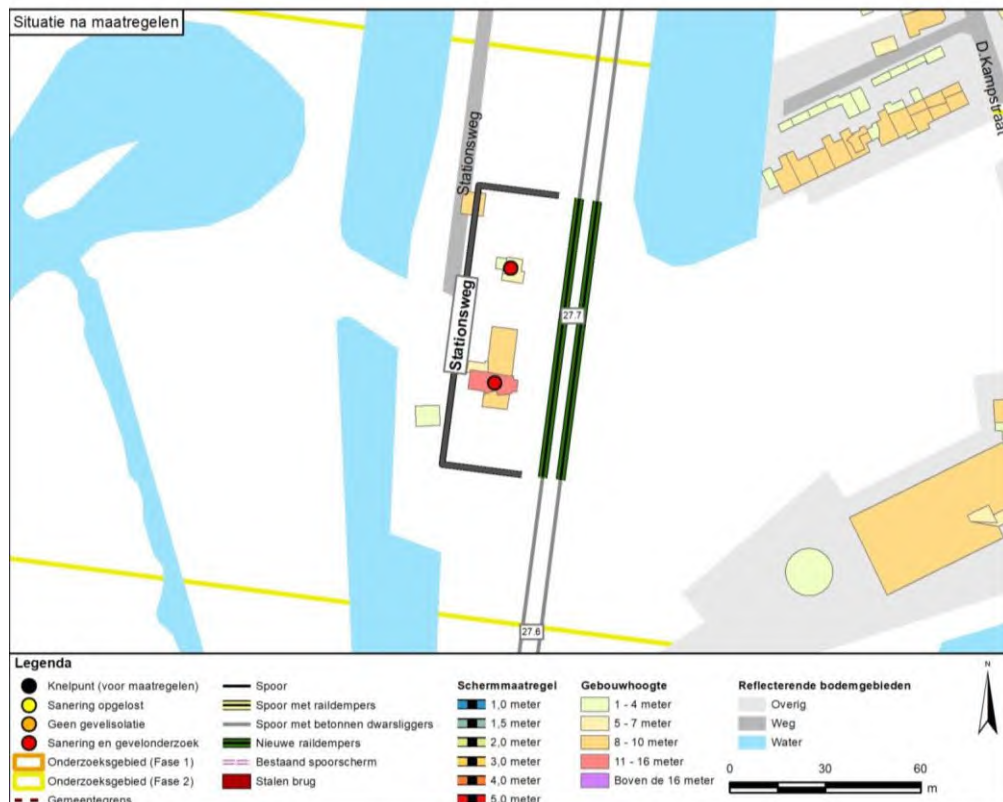 Situatie na maatregelen
D.Kampstraat
Stationsweg
Stationsweg
27.7
27.6
Legenda
Knelpunt (voor maatregelen)
Sanering opgelost
Geen gevelisolatie
Sanering en gevelonderzoek
Onderzoeksgebied (Fase 1)
Onderzoeksgebied (Fase 2)
Gemeentegrens
Spoor
Spoor met raildempers
Spoor met betonnen dwarsliggers
Nieuwe raildempers
Bestaand spoorscherm
Stalen brug
Schermmaatregel
1,0 meter
1,5 meter
2,0 meter
3,0 meter
4,0 meter
5,0 meter
Gebouwhoogte
1 - 4 meter
5 - 7 meter
8 - 10 meter
11 - 16 meter
Boven de 16 meter
Reflecterende bodemgebieden
Overig
Weg
Water
N
0 30 60
m